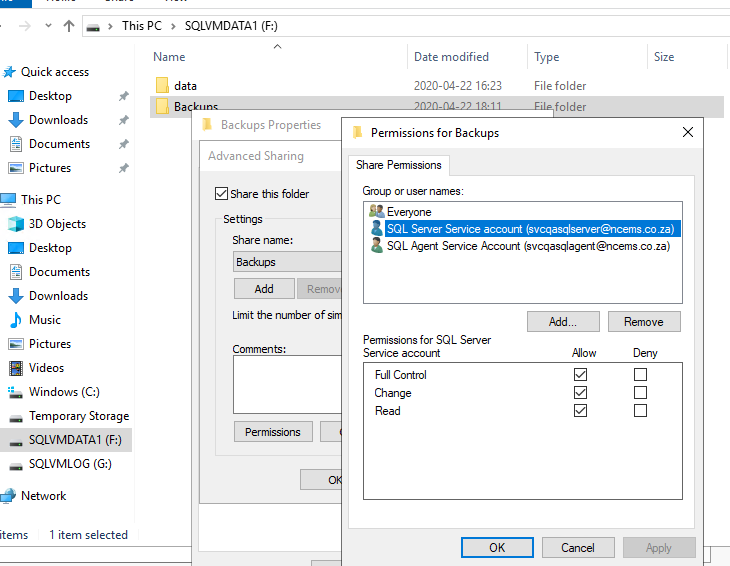 Home
Share
View
This PC
SQLVMDATA1 (F:)
Name
Date modified
Type
Size
Quick access
Desktop
Downloads
Documents
Pictures
This PC
3D Objects
Desktop
Documents
Downloads
Music
Pictures
Videos
Windows (C:)
Temporary Storage
SQLVMDATA1 (F:)
SQLVMLOG (G:)
Network
items
1 item selected
data
2020-04-22 16:23
File folder
Backups
2020-04-22 18:11
File folder
Backups Properties
Advanced Sharing
Share this folder
Settings
Share name:
Backups
Add
Remov
Limit the number of sim
Comments:
Permissions
OK
Permissions for Backups
Share Permissions
Group or user names:
Everyone
SQL Server Service account (svcqasqlserver@ncems.co.za)
SQL Agent Service Account (svcqasqlagent@ncems.co.za)
Add...
Remove
Permissions for SQL Server
Service account
Allow
Deny
Full Control
Change
Read
OK
Cancel
Apply